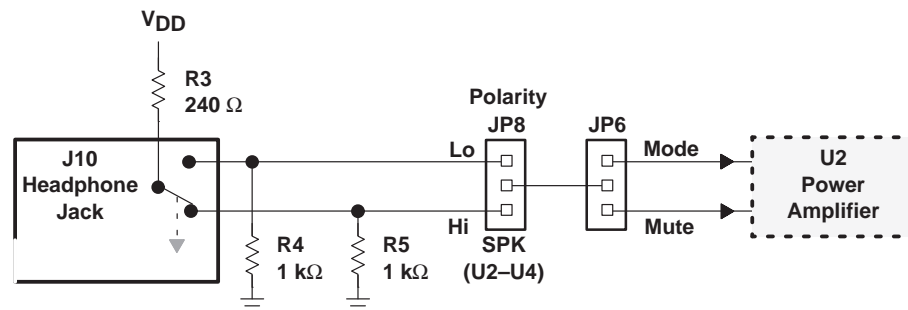 VDD
R3
240 Ω
Polarity
JP8
JP6
J10
Headphone
Jack
Lo
Mode
U2
Power
Amplifier
Hi
Mute
R4
1 kΩ
R5
1 kΩ
SPK
(U2–U4)